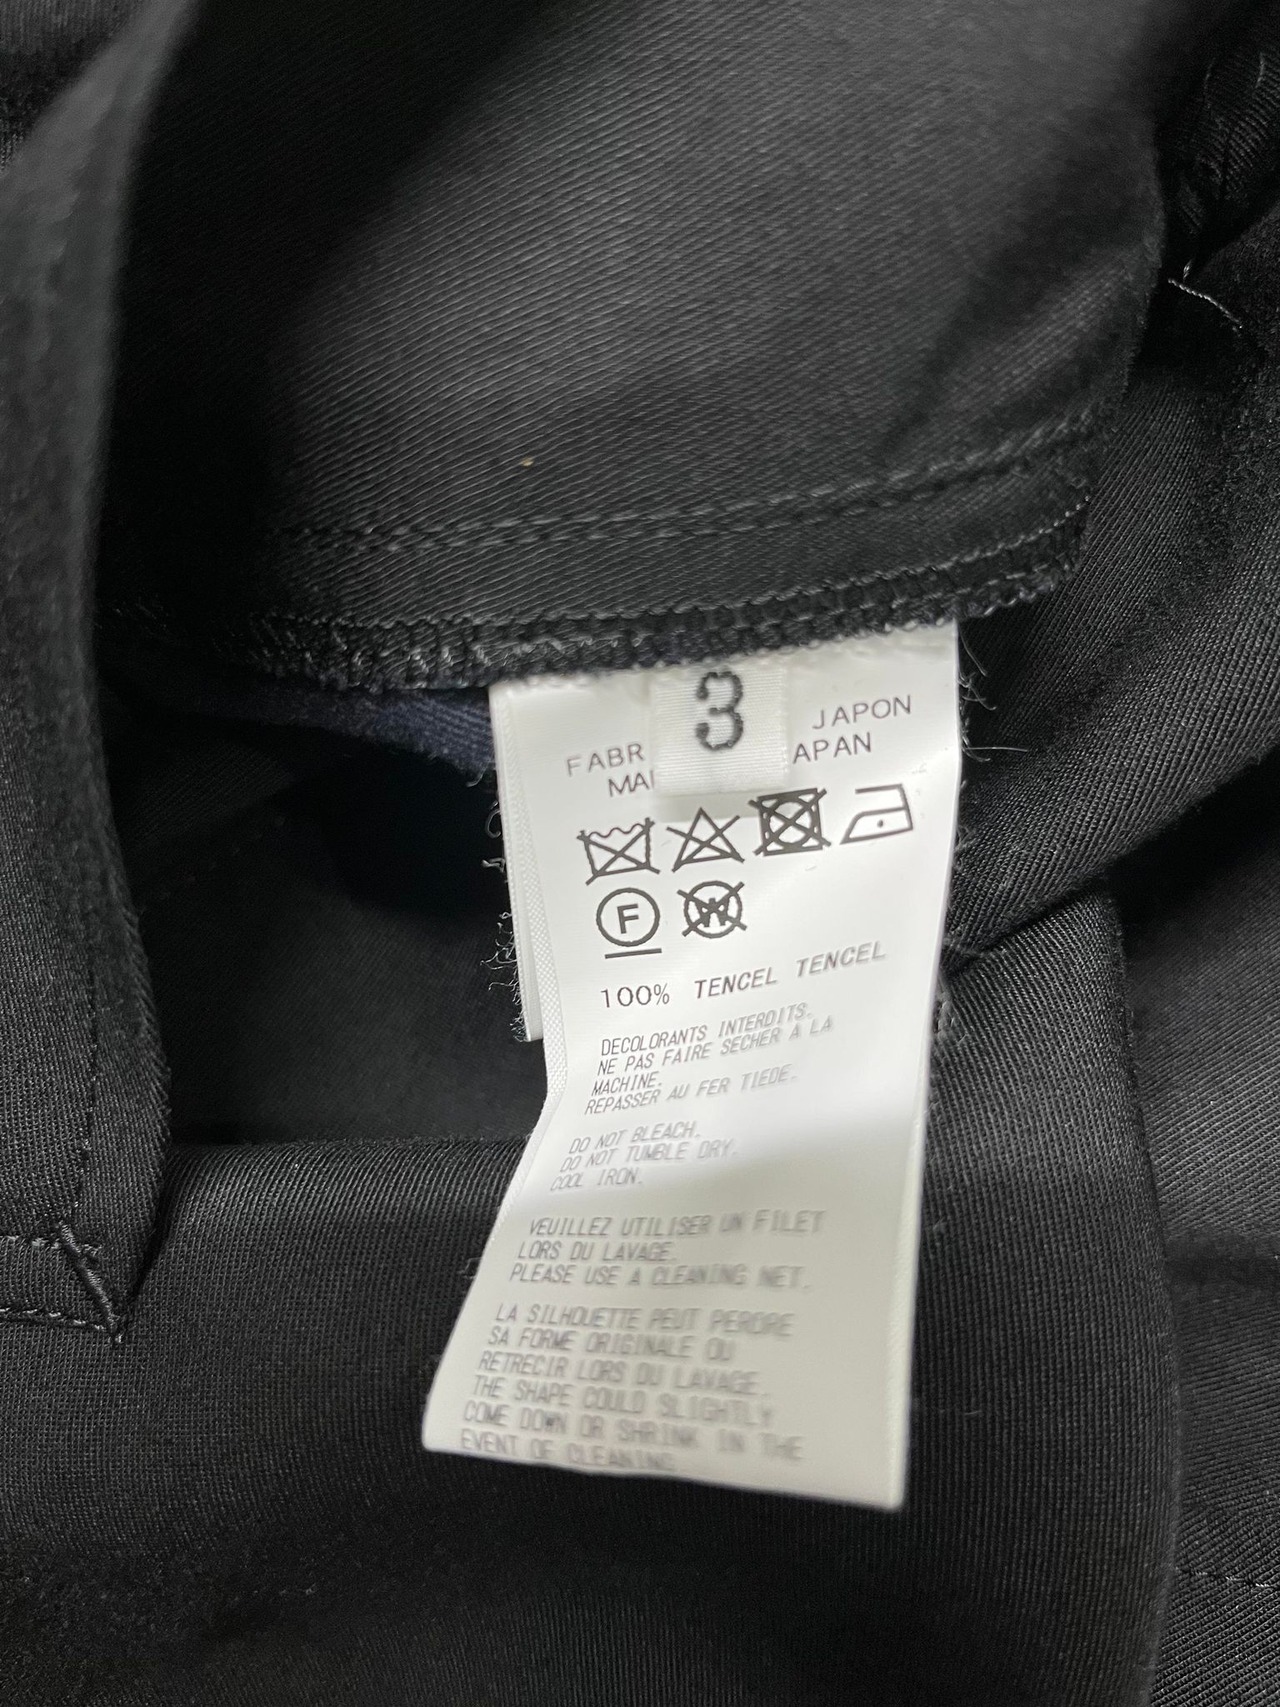 3
FABR JAPON
MA APAN
F
W
100% TENCEL TENCEL
DECOLORANTS INTERDITS.
NE PAS FAIRE SECHER A LA
MACHINE.
REPASSER AU FER TIEDE.
DO NOT BLEACH.
DO NOT TUMBLE DRY.
COOL IRON.
VEUILLEZ UTILISER UN FILET
LORS DU LAVAGE.
PLEASE USE A CLEANING NET.
LA SILHOUETTE PEUT PERDRE
SA FORME ORIGINALE OU
RETRECIR LORS DU LAVAGE.
THE SHAPE COULD SLIGHTLY
COME DOWN OR SHRINK IN THE
EVENT OF CLEANING